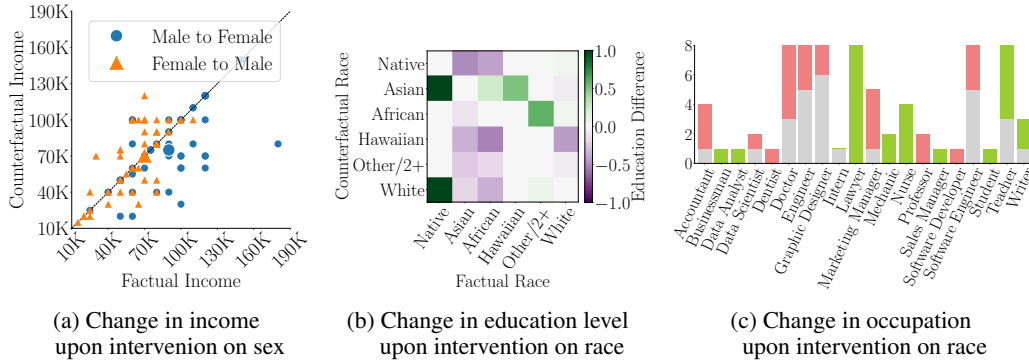 190K
160K
130K
100K
70K
40K
10K
Counterfactual Income
Male to Female
Female to Male
10K
40K
70K
100K
130K
160K
190K
Factual Income
(a) Change in income
upon intervenion on sex
Counterfactual Race
Native
Asian
African
Hawaiian
Other/2+
White
Native
Asian
African
Hawaiian
Other/2+
White
Factual Race
1.0
0.5
0.0
−0.5
−1.0
Education Difference
(b) Change in education level
upon intervention on race
8
6
4
2
0
Accountant
Businessman
Data Analyst
Data Scientist
Dentist
Doctor
Engineer
Graphic Designer
Intern
Lawyer
Marketing Manager
Mechanic
Nurse
Professor
Sales Manager
Software Developer
Software Engineer
Student
Teacher
Writer
(c) Change in occupation
upon intervention on race